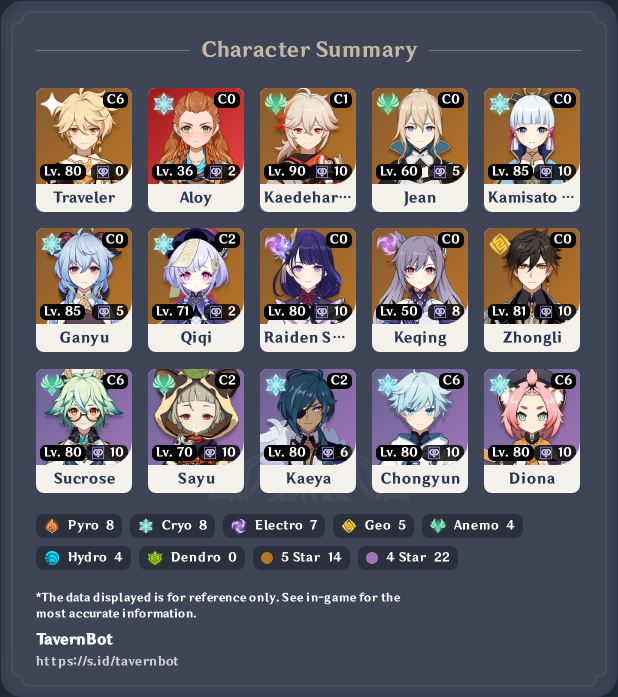 Character Summary
C6 C0 C1 C0 C0
Lv. 80 0 Lv. 36 2 Lv. 90 10 Lv. 60 5 Lv. 85 10
Traveler Aloy Kaedehar··· Jean Kamisato ···
C0 C2 C0 C0 C0
Lv. 85 5 Lv. 71 2 Lv. 80 10 Lv. 50 8 Lv. 81 10
Ganyu Qiqi Raiden S··· Keqing Zhongli
C6 C2 C2 C6 C6
Lv. 80 10 Lv. 70 10 Lv. 80 6 Lv. 80 10 Lv. 80 10
Sucrose Sayu Kaeya Chongyun Diona
Pyro 8 Cryo 8 Electro 7 Geo 5 Anemo 4
Hydro 4 Dendro 0 5 Star 14 4 Star 22
*The data displayed is for reference only. See in-game for the
most accurate information.
TavernBot
https://s.id/tavernbot